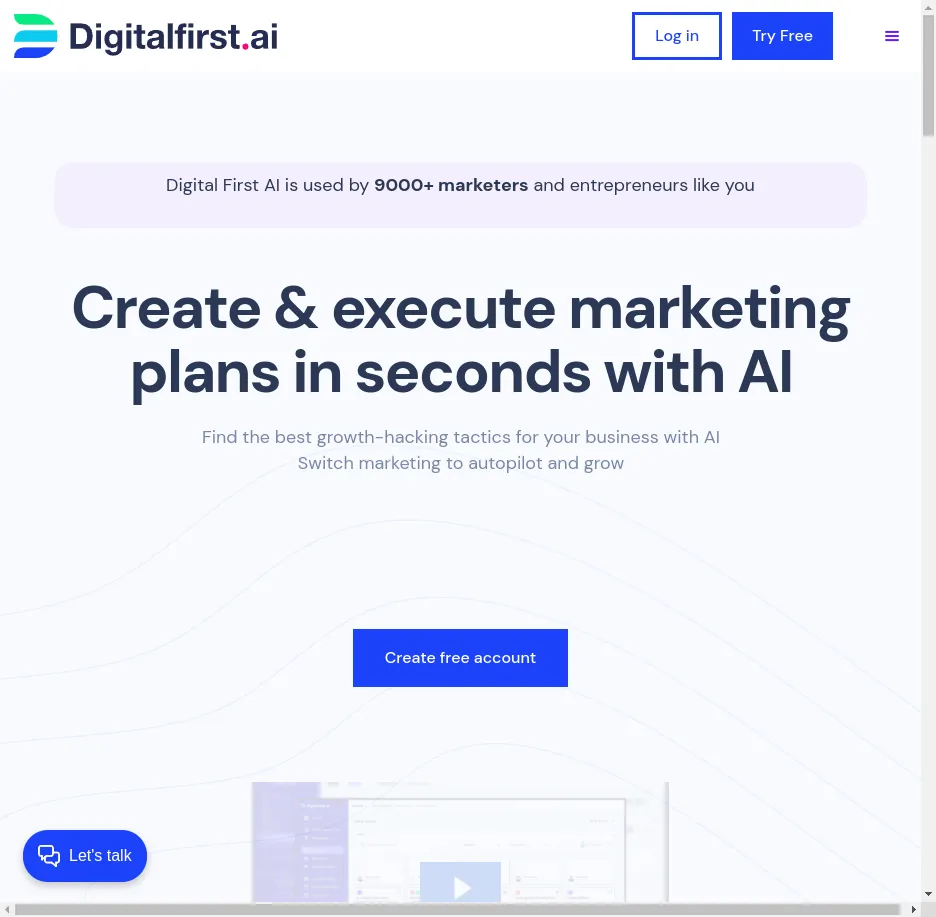 Digitalfirst.ai
Log in
Try Free
Digital First AI is used by 9000+ marketers and entrepreneurs like you
Create & execute marketing
plans in seconds with AI
Find the best growth-hacking tactics for your business with AI
Switch marketing to autopilot and grow
Create free account
Let's talk